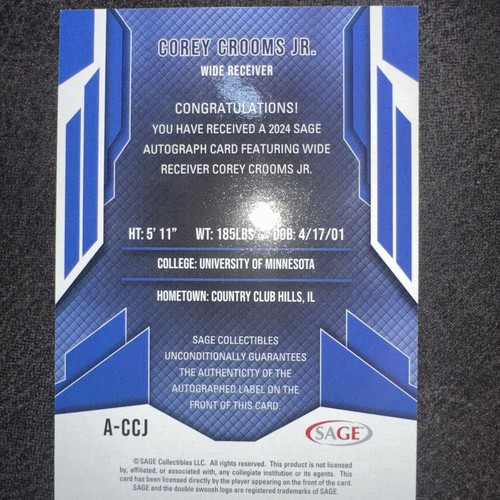 COREY CROOMS JR.
WIDE RECEIVER
CONGRATULATIONS!
YOU HAVE RECEIVED A 2024 SAGE
AUTOGRAPH CARD FEATURING WIDE
RECEIVER COREY CROOMS JR.
HT: 5' 11" WT: 185LBS DOB: 4/17/01
COLLEGE: UNIVERSITY OF MINNESOTA
HOMETOWN: COUNTRY CLUB HILLS, IL
SAGE COLLECTIBLES
UNCONDITIONALLY GUARANTEES
THE AUTHENTICITY OF THE
AUTOGRAPHED LABEL ON THE
FRONT OF THIS CARD.
A-CCJ
SAGE
© SAGE Collectibles LLC. All rights reserved. This product is not licensed
by, affiliated, or associated with, any collegiate institution or its agents. This
card has been licensed directly by the player appearing on the front of the card.
SAGE and the double swoosh logo are registered trademarks of SAGE.